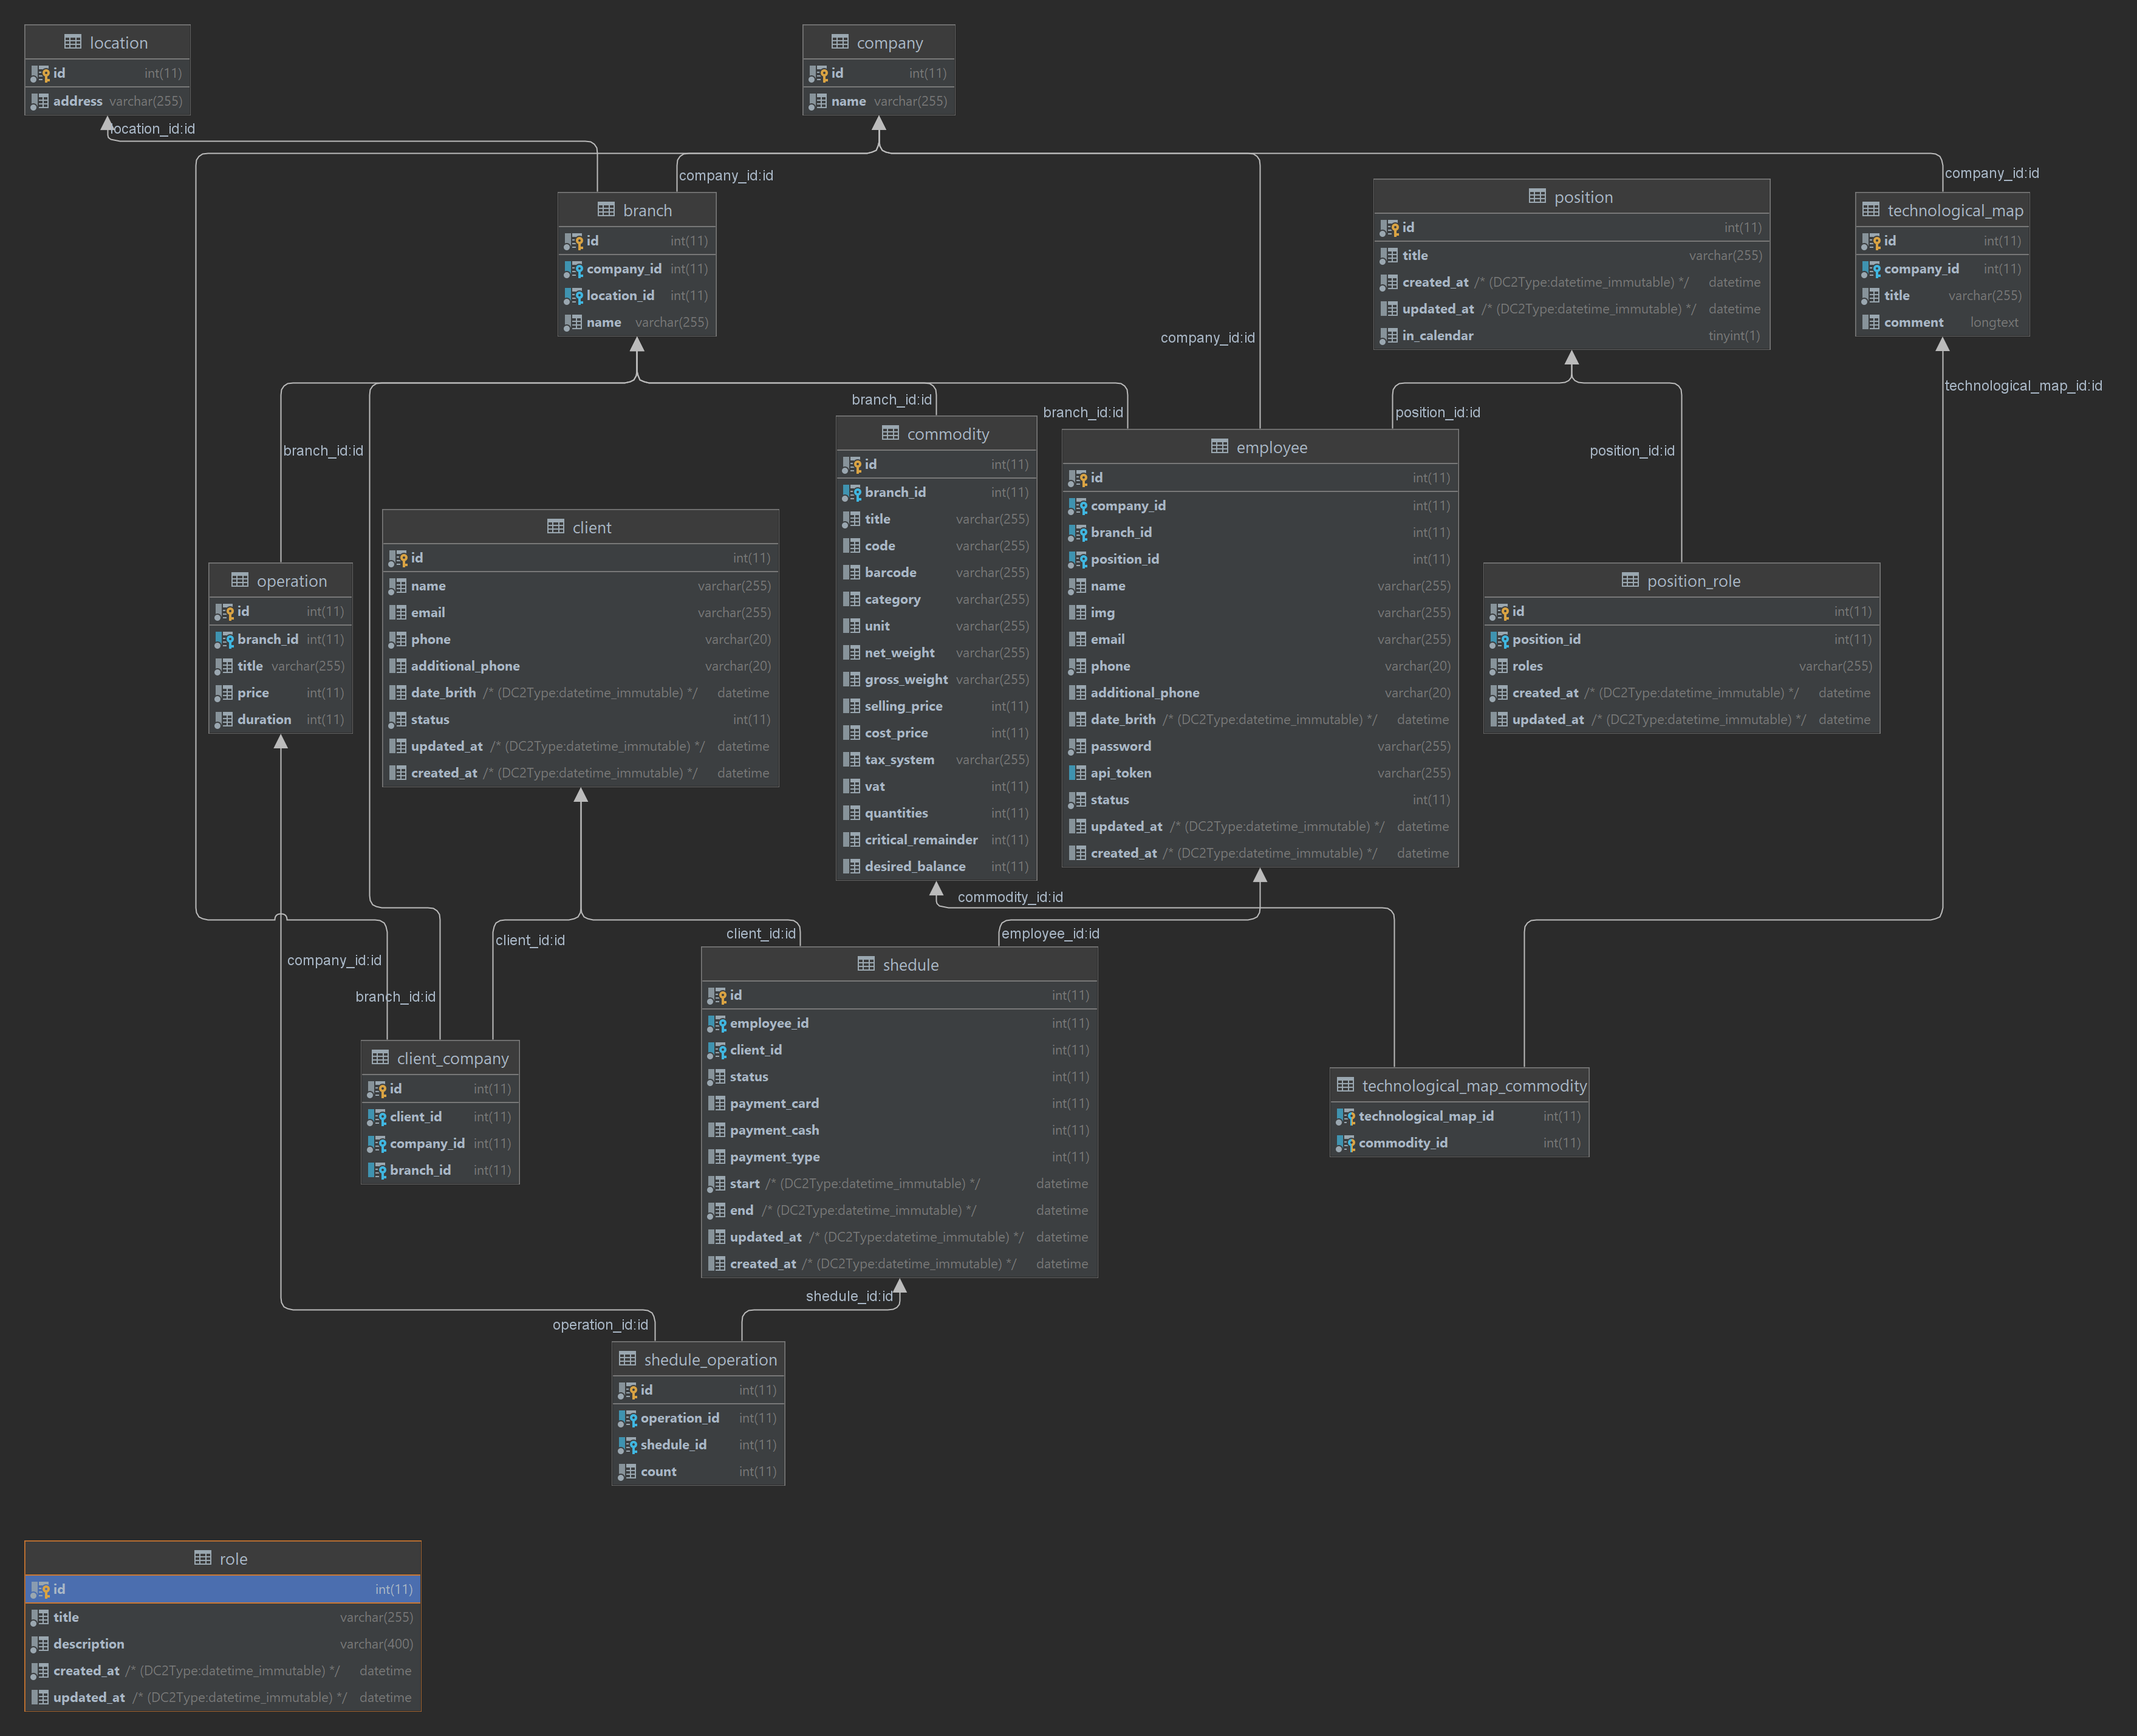 location
id int(11)
address varchar(255)
company
id int(11)
name varchar(255)
location_id:id
company_id:id
company_id:id
company_id:id
branch
id int(11)
company_id int(11)
location_id int(11)
name varchar(255)
position
id int(11)
title varchar(255)
created_at /* (DC2Type:datetime_immutable) */ datetime
updated_at /* (DC2Type:datetime_immutable) */ datetime
in_calendar tinyint(1)
technological_map
id int(11)
company_id int(11)
title varchar(255)
comment longtext
branch_id:id
branch_id:id
branch_id:id
position_id:id
position_id:id
technological_map_id:id
operation
id int(11)
branch_id int(11)
title varchar(255)
price int(11)
duration int(11)
client
id int(11)
name varchar(255)
email varchar(255)
phone varchar(20)
additional_phone varchar(20)
date_brith /* (DC2Type:datetime_immutable) */ datetime
status int(11)
updated_at /* (DC2Type:datetime_immutable) */ datetime
created_at /* (DC2Type:datetime_immutable) */ datetime
commodity
id int(11)
branch_id int(11)
title varchar(255)
code varchar(255)
barcode varchar(255)
category varchar(255)
unit varchar(255)
net_weight varchar(255)
gross_weight varchar(255)
selling_price int(11)
cost_price int(11)
tax_system varchar(255)
vat int(11)
quantities int(11)
critical_remainder int(11)
desired_balance int(11)
employee
id int(11)
company_id int(11)
branch_id int(11)
position_id int(11)
name varchar(255)
img varchar(255)
email varchar(255)
phone varchar(20)
additional_phone varchar(20)
date_brith /* (DC2Type:datetime_immutable) */ datetime
password varchar(255)
api_token varchar(255)
status int(11)
updated_at /* (DC2Type:datetime_immutable) */ datetime
created_at /* (DC2Type:datetime_immutable) */ datetime
position_role
id int(11)
position_id int(11)
roles varchar(255)
created_at /* (DC2Type:datetime_immutable) */ datetime
updated_at /* (DC2Type:datetime_immutable) */ datetime
commodity_id:id
company_id:id
branch_id:id
client_id:id
client_id:id
employee_id:id
client_company
id int(11)
client_id int(11)
company_id int(11)
branch_id int(11)
shedule
id int(11)
employee_id int(11)
client_id int(11)
status int(11)
payment_card int(11)
payment_cash int(11)
payment_type int(11)
start /* (DC2Type:datetime_immutable) */ datetime
end /* (DC2Type:datetime_immutable) */ datetime
updated_at /* (DC2Type:datetime_immutable) */ datetime
created_at /* (DC2Type:datetime_immutable) */ datetime
technological_map_commodity
technological_map_id int(11)
commodity_id int(11)
shedule_id:id
operation_id:id
shedule_operation
id int(11)
operation_id int(11)
shedule_id int(11)
count int(11)
role
id int(11)
title varchar(255)
description varchar(400)
created_at /* (DC2Type:datetime_immutable) */ datetime
updated_at /* (DC2Type:datetime_immutable) */ datetime